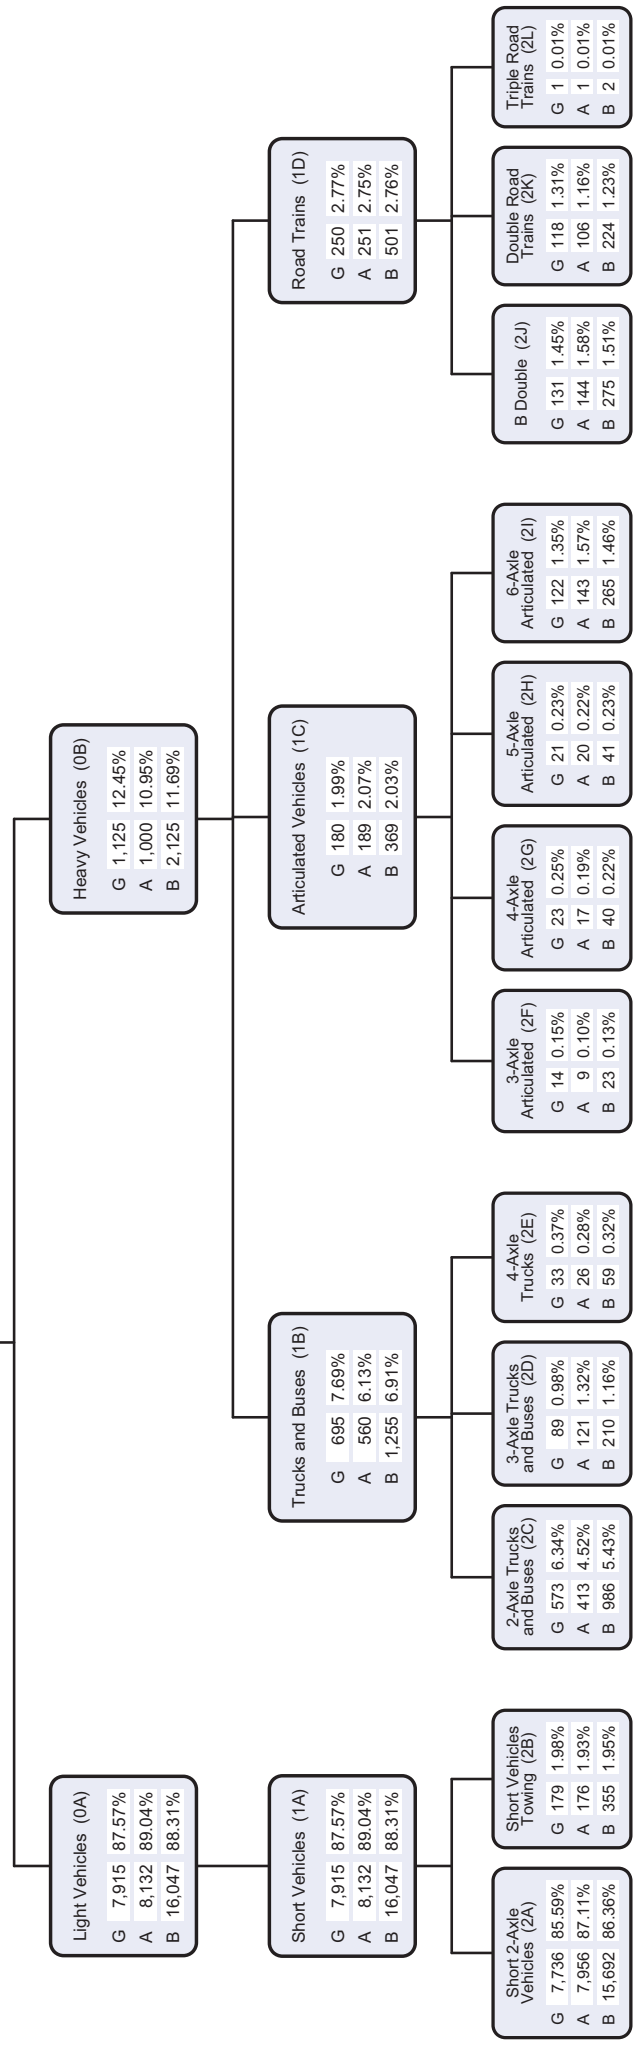 Light Vehicles (0A)
G 7,915 87.57%
A 8,132 89.04%
B 16,047 88.31%
Heavy Vehicles (0B)
G 1,125 12.45%
A 1,000 10.95%
B 2,125 11.69%
Short Vehicles (1A)
G 7,915 87.57%
A 8,132 89.04%
B 16,047 88.31%
Trucks and Buses (1B)
G 695 7.69%
A 560 6.13%
B 1,255 6.91%
Articulated Vehicles (1C)
G 180 1.99%
A 189 2.07%
B 369 2.03%
Road Trains (1D)
G 250 2.77%
A 251 2.75%
B 501 2.76%
Short 2-Axle
Vehicles (2A)
G 7,736 85.59%
A 7,956 87.11%
B 15,692 86.36%
Short Vehicles
Towing (2B)
G 179 1.98%
A 176 1.93%
B 355 1.95%
2-Axle Trucks
and Buses (2C)
G 573 6.34%
A 413 4.52%
B 986 5.43%
3-Axle Trucks
and Buses (2D)
G 89 0.98%
A 121 1.32%
B 210 1.16%
4-Axle
Trucks (2E)
G 33 0.37%
A 26 0.28%
B 59 0.32%
3-Axle
Articulated (2F)
G 14 0.15%
A 9 0.10%
B 23 0.13%
4-Axle
Articulated (2G)
G 23 0.25%
A 17 0.19%
B 40 0.22%
5-Axle
Articulated (2H)
G 21 0.23%
A 20 0.22%
B 41 0.23%
6-Axle
Articulated (2I)
G 122 1.35%
A 143 1.57%
B 265 1.46%
B Double (2J)
G 131 1.45%
A 144 1.58%
B 275 1.51%
Double Road
Trains (2K)
G 118 1.31%
A 106 1.16%
B 224 1.23%
Triple Road
Trains (2L)
G 1 0.01%
A 1 0.01%
B 2 0.01%